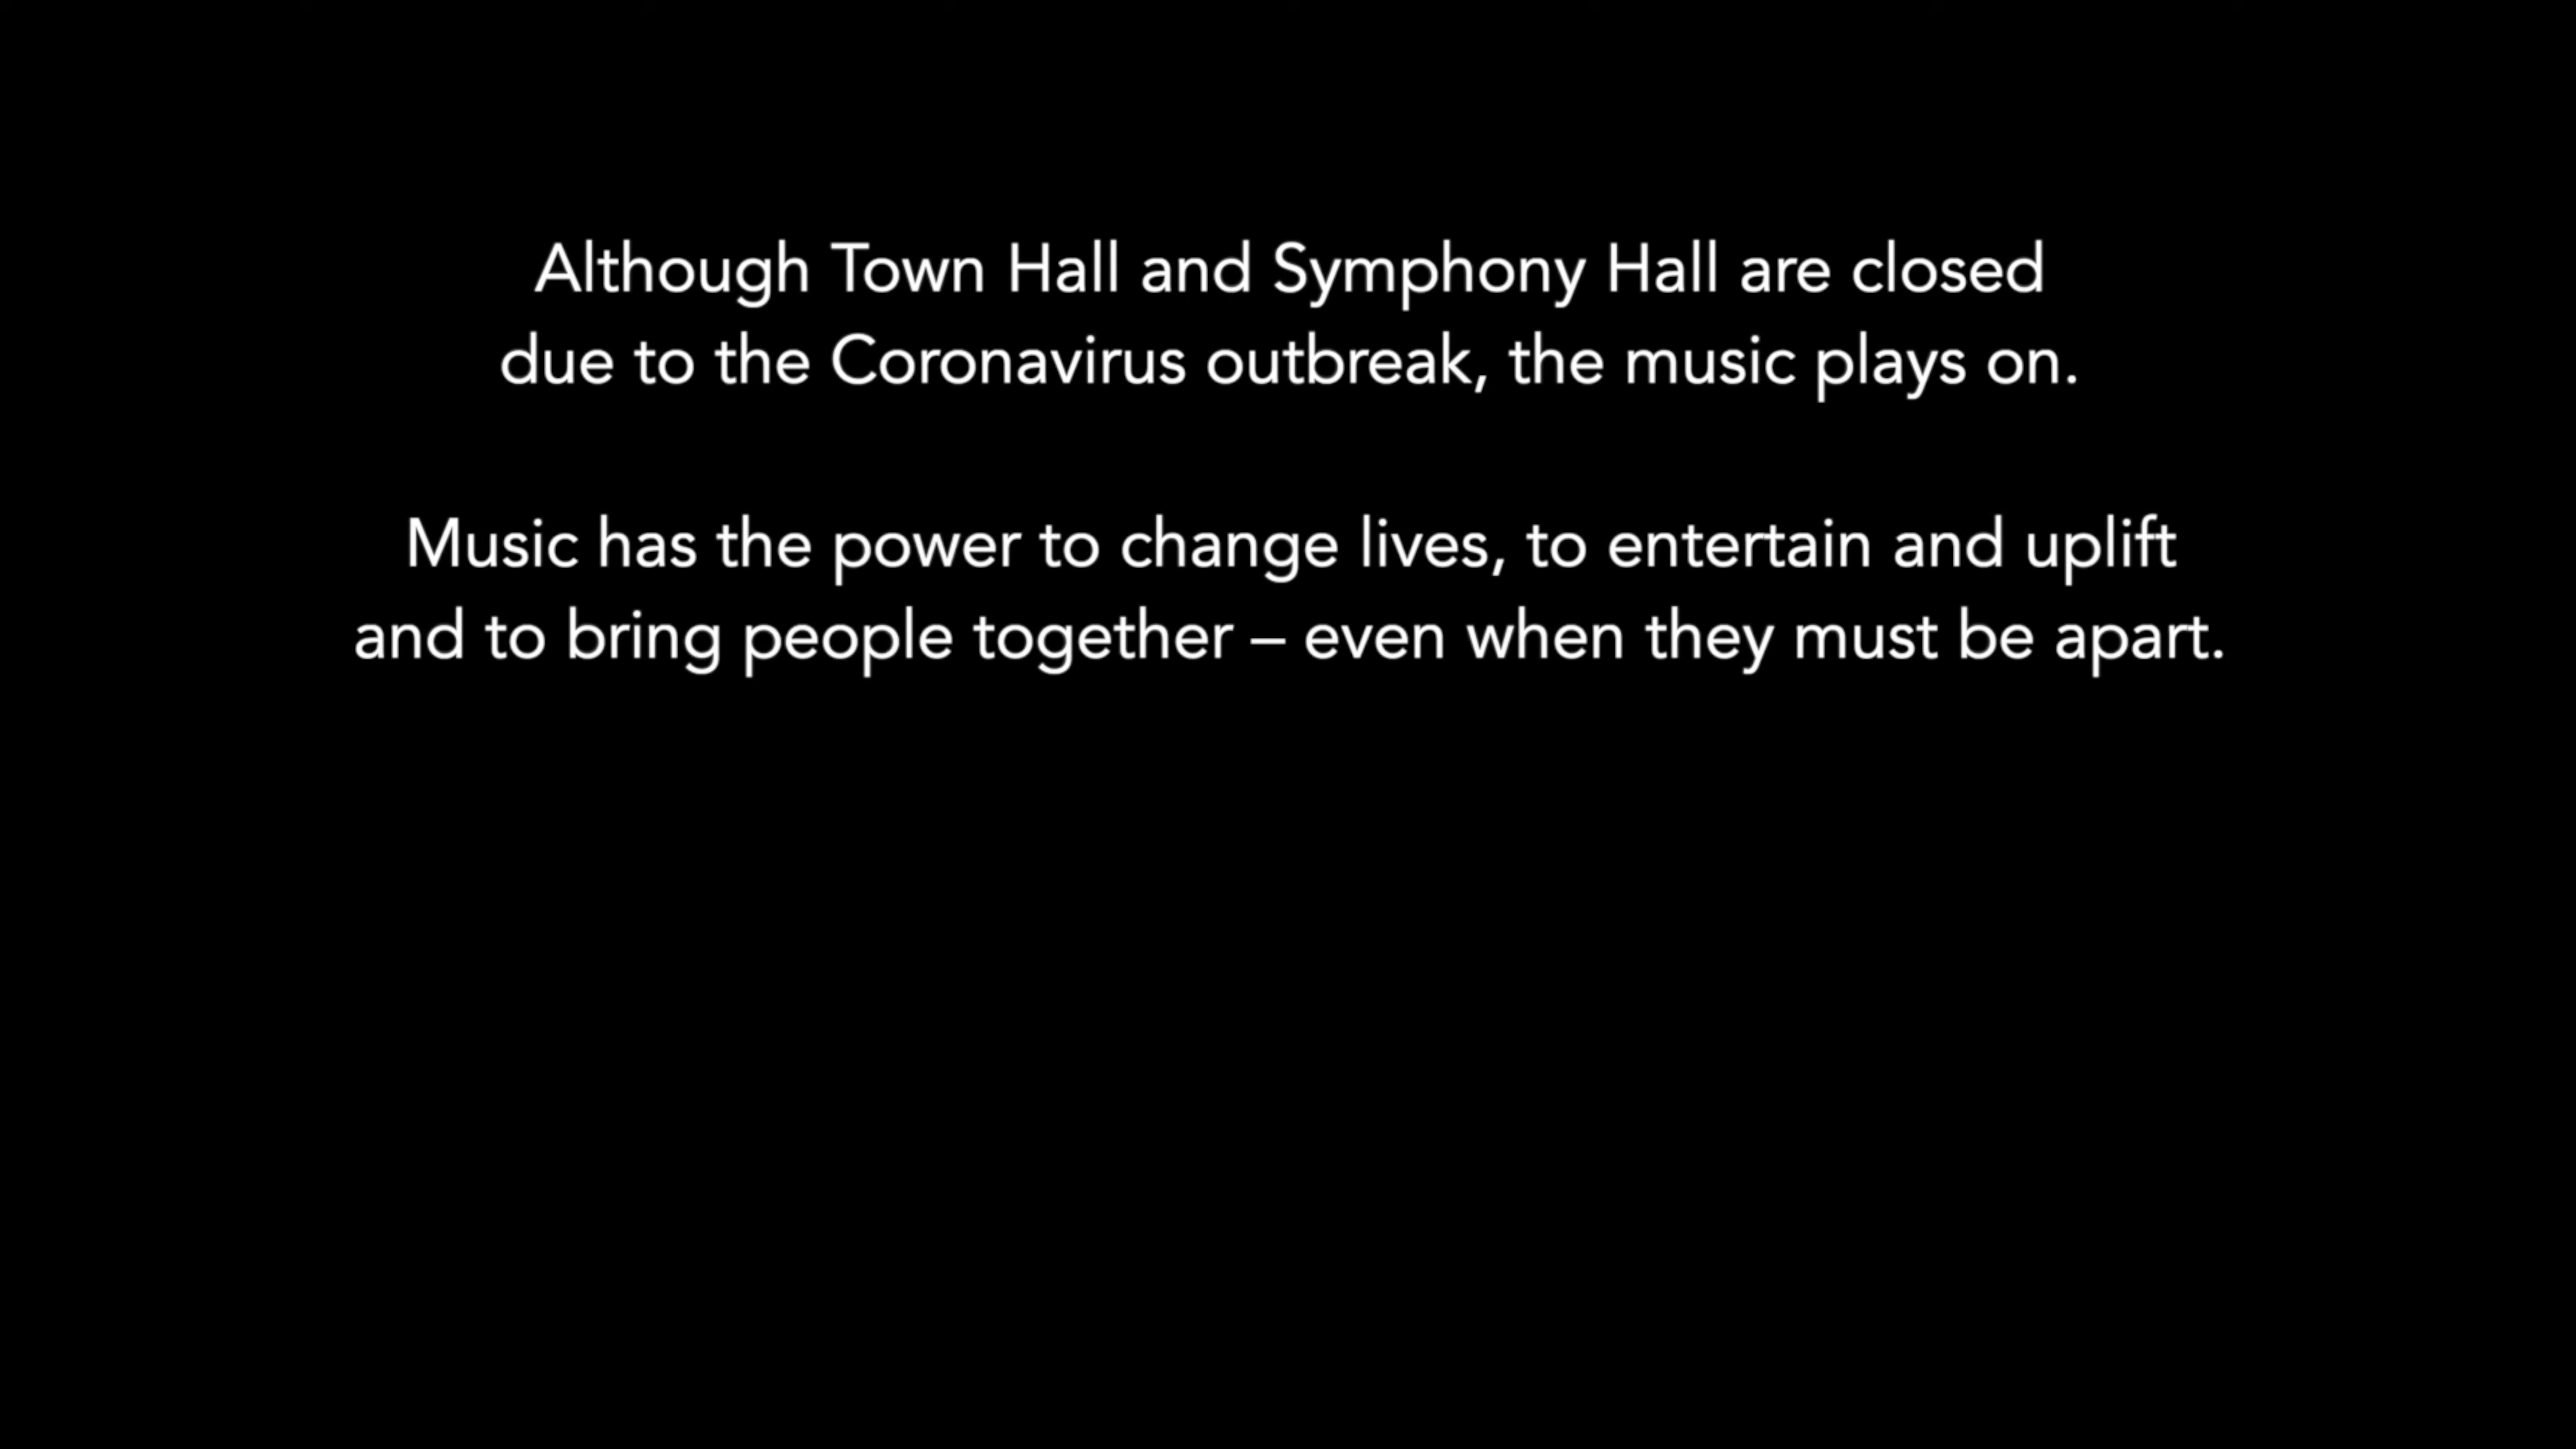 Although Town Hall and Symphony Hall are closed
due to the Coronavirus outbreak, the music plays on.
Music has the power to change lives, to entertain and uplift
and to bring people together – even when they must be apart.